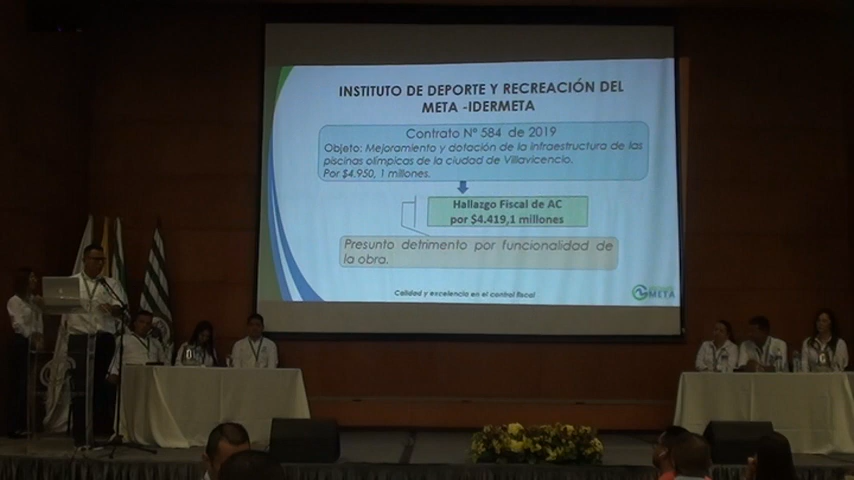 INSTITUTO DE DEPORTE Y RECREACIÓN DEL
META -IDERMETA
Contrato Nº 584 de 2019
Objeto: Mejoramiento y dotación de la infraestructura de las
piscinas olímpicas de la ciudad de Villavicencio.
Por $4.950, 1 millones.
Hallazgo Fiscal de AC
por $4.419,1 millones
Presunto detrimento por funcionalidad de
la obra.
Calidad y excelencia en el control fiscal
META